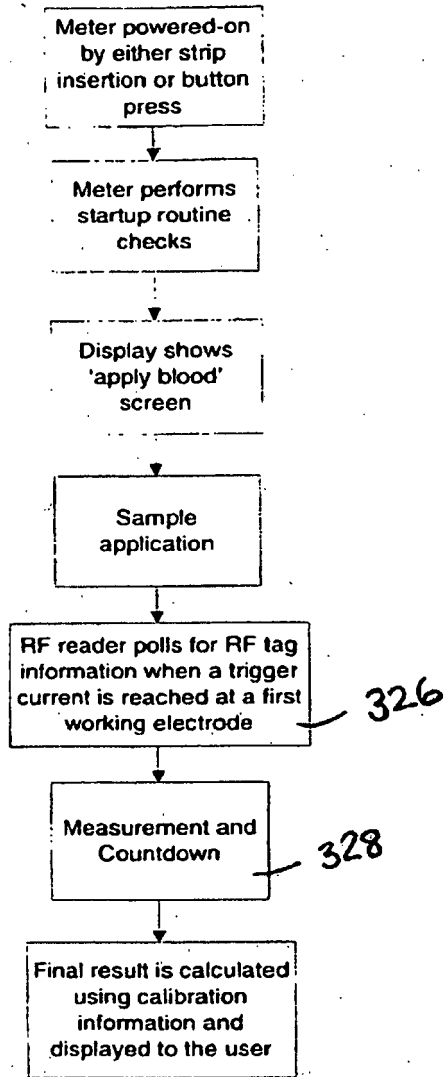 Meter powered-on
by either strip
insertion or button
press
Meter performs
startup routine
checks
Display shows
'apply blood'
screen
Sample
application
RF reader polls for RF tag
information when a trigger
current is reached at a first
working electrode
326
Measurement and
Countdown
328
Final result is calculated
using calibration
information and
displayed to the user